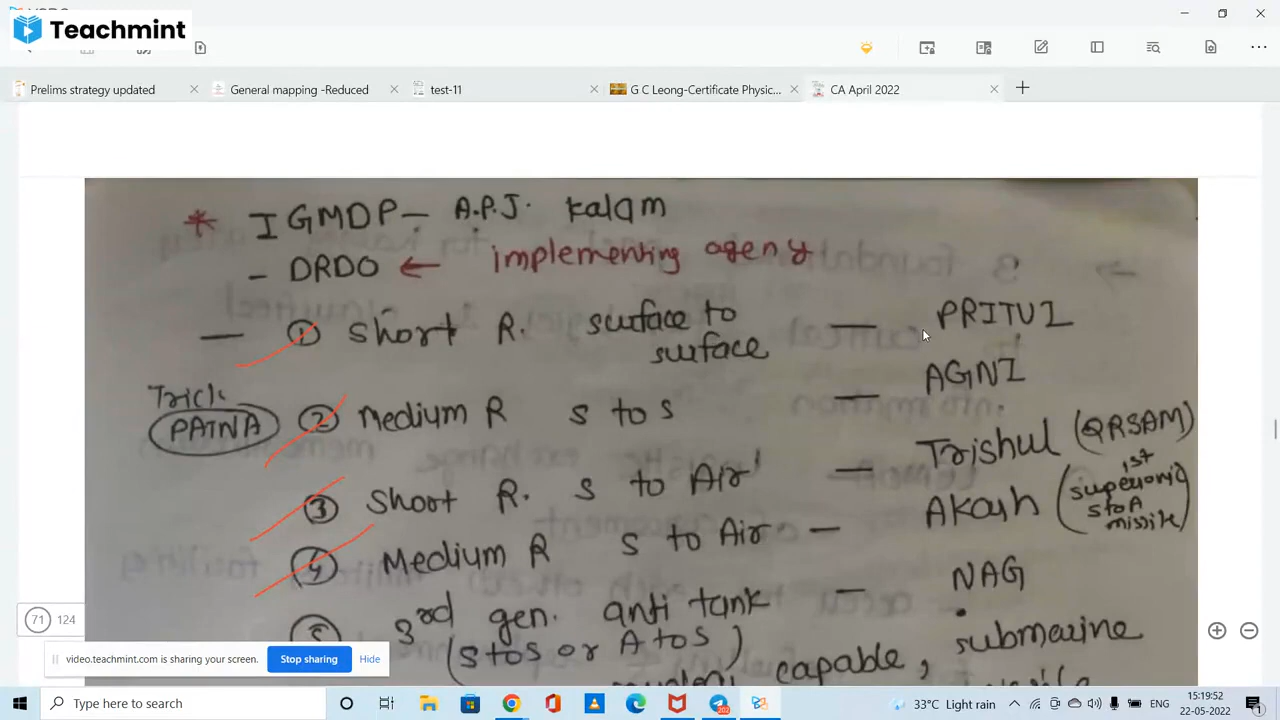 Teachmint
Prelims strategy updated
General mapping -Reduced
test-11
G C Leong-Certificate Physic...
CA April 2022
* IGMDP - A.P.J. Kalam
- DRDO ← implementing agency
— ① Short R. surface to surface — PRITVI
Trick PATNA
② Medium R s to s — AGNI
③ Short R. s to Air — Trishul (QRSAM)
④ Medium R s to Air — Akash (1st supersonic s to A missile)
⑤ 3rd gen. anti tank — NAG
(s to s or A to s)
capable, submarine
71 124
video.teachmint.com is sharing your screen.
Stop sharing
Hide
Type here to search
202
33°C Light rain
ENG
15:19:52
22-05-2022
1